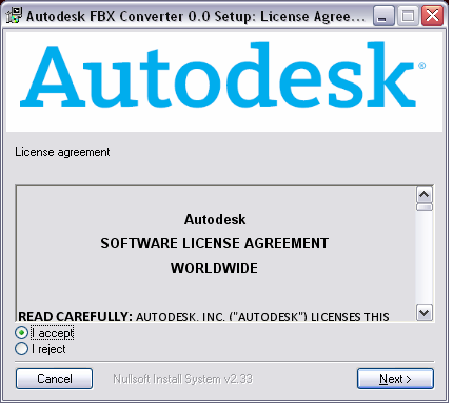 Autodesk FBX Converter 0.0 Setup: License Agree...
Autodesk®
License agreement
Autodesk
SOFTWARE LICENSE AGREEMENT
WORLDWIDE
READ CAREFULLY: AUTODESK, INC. ("AUTODESK") LICENSES THIS
I accept
I reject
Cancel
Nullsoft Install System v2.33
Next >